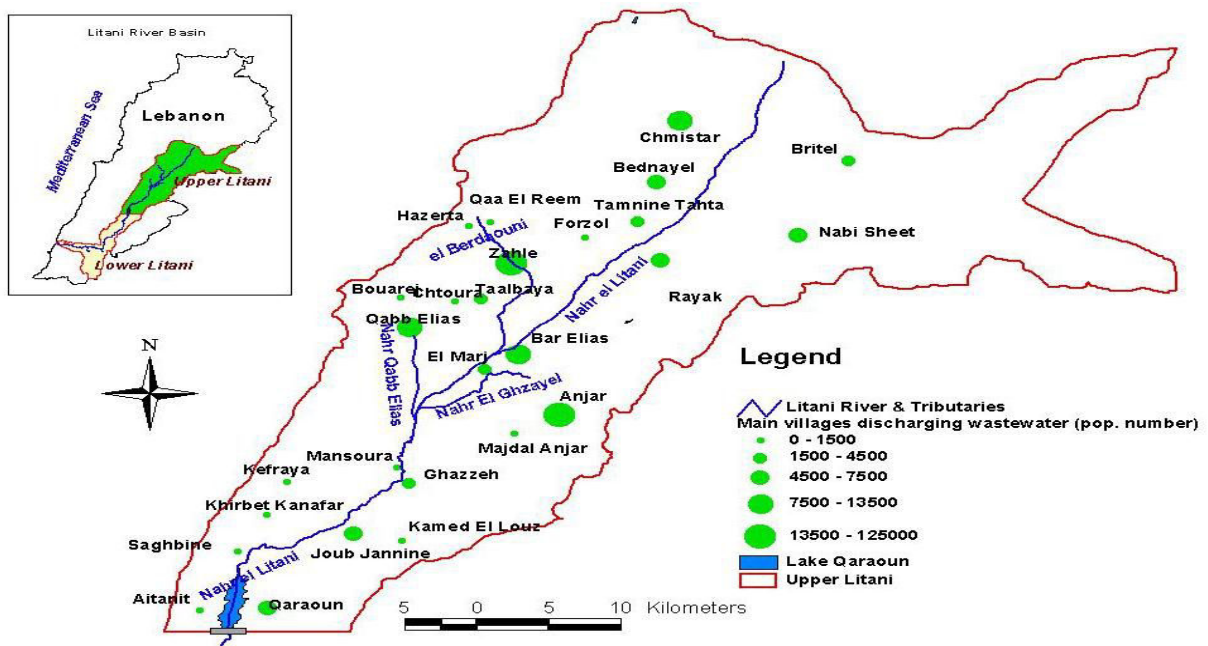 Litani River Basin
Mediterranean Sea
Lebanon
Upper Litani
Lower Litani
N
Chmistar
Britel
Bednayel
Qaa El Reem
Tamnine Tahta
Hazerta
Forzol
el Berdaouni
Nabi Sheet
Zahle
Nahr el Litani
Bouarej
Chtoura
Taalbaya
Rayak
Qabb Elias
Nahr Qabb Elias
Bar Elias
El Mari
Nahr El Ghzayel
Anjar
Majdal Anjar
Mansoura
Kefraya
Ghazzeh
Khirbet Kanafar
Kamed El Louz
Saghbine
Joub Jannine
Nahr el Litani
Aitanit
Qaraoun
5 0 5 10 Kilometers
Legend
Litani River & Tributaries
Main villages discharging wastewater (pop. number)
0 - 1500
1500 - 4500
4500 - 7500
7500 - 13500
13500 - 125000
Lake Qaraoun
Upper Litani